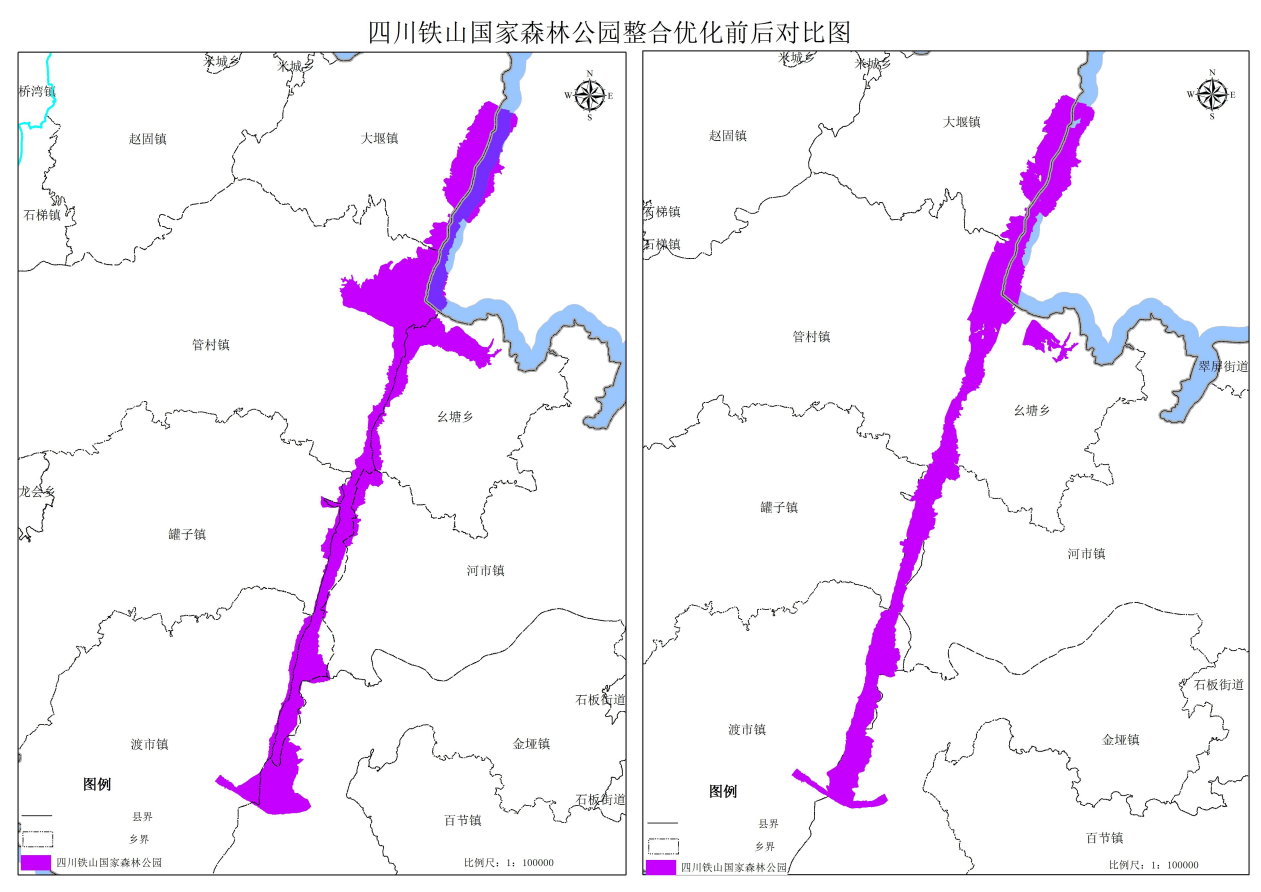 四川铁山国家森林公园整合优化前后对比图
米城乡
米城乡
桥湾镇
赵固镇
大堰镇
石梯镇
管村镇
幺塘乡
龙会乡
罐子镇
河市镇
石板街道
渡市镇
金垭镇
石板街道
百节镇
N
W
E
S
图例
县界
乡界
四川铁山国家森林公园
比例尺：1：100000
米城乡
米城乡
赵固镇
大堰镇
石梯镇
石梯镇
管村镇
翠屏街道
幺塘乡
罐子镇
河市镇
石板街道
渡市镇
金垭镇
百节镇
N
W
E
S
图例
县界
乡界
四川铁山国家森林公园
比例尺：1：100000